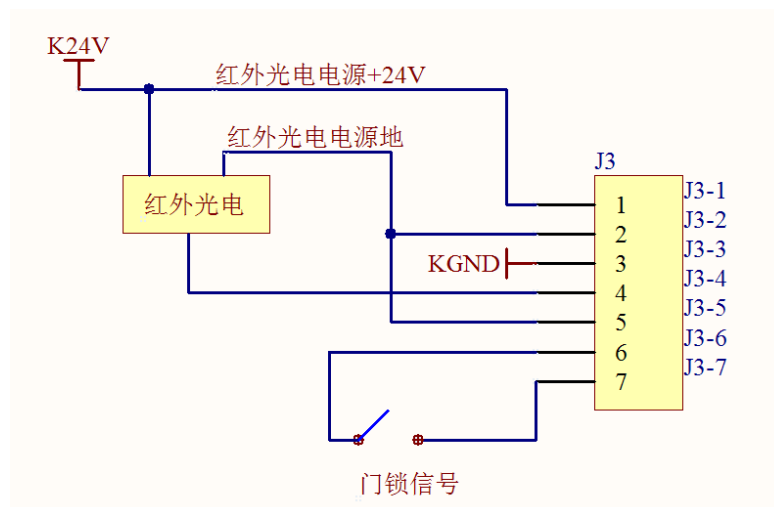 K24V
红外光电电源+24V
红外光电电源地
红外光电
J3
1 J3-1
2 J3-2
KGND 3 J3-3
4 J3-4
5 J3-5
6 J3-6
7 J3-7
门锁信号